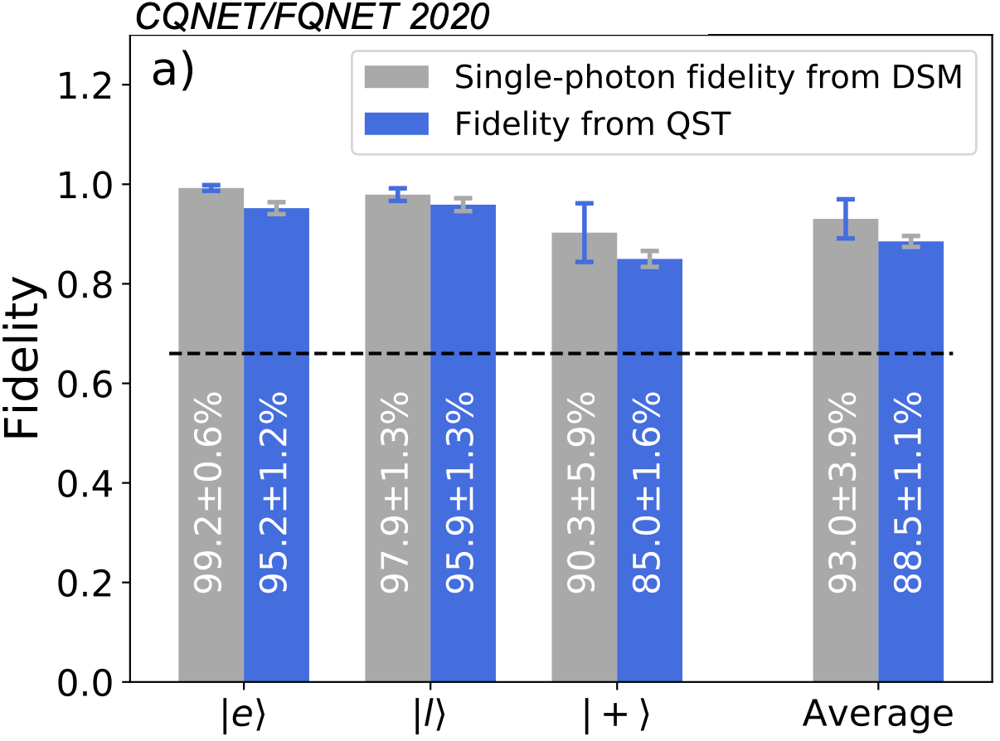 CQNET/FQNET 2020
a)
Single-photon fidelity from DSM
Fidelity from QST
Fidelity
1.2
1.0
0.8
0.6
0.4
0.2
0.0
99.2±0.6%
95.2±1.2%
97.9±1.3%
95.9±1.3%
90.3±5.9%
85.0±1.6%
93.0±3.9%
88.5±1.1%
|e⟩
|l⟩
| + ⟩
Average